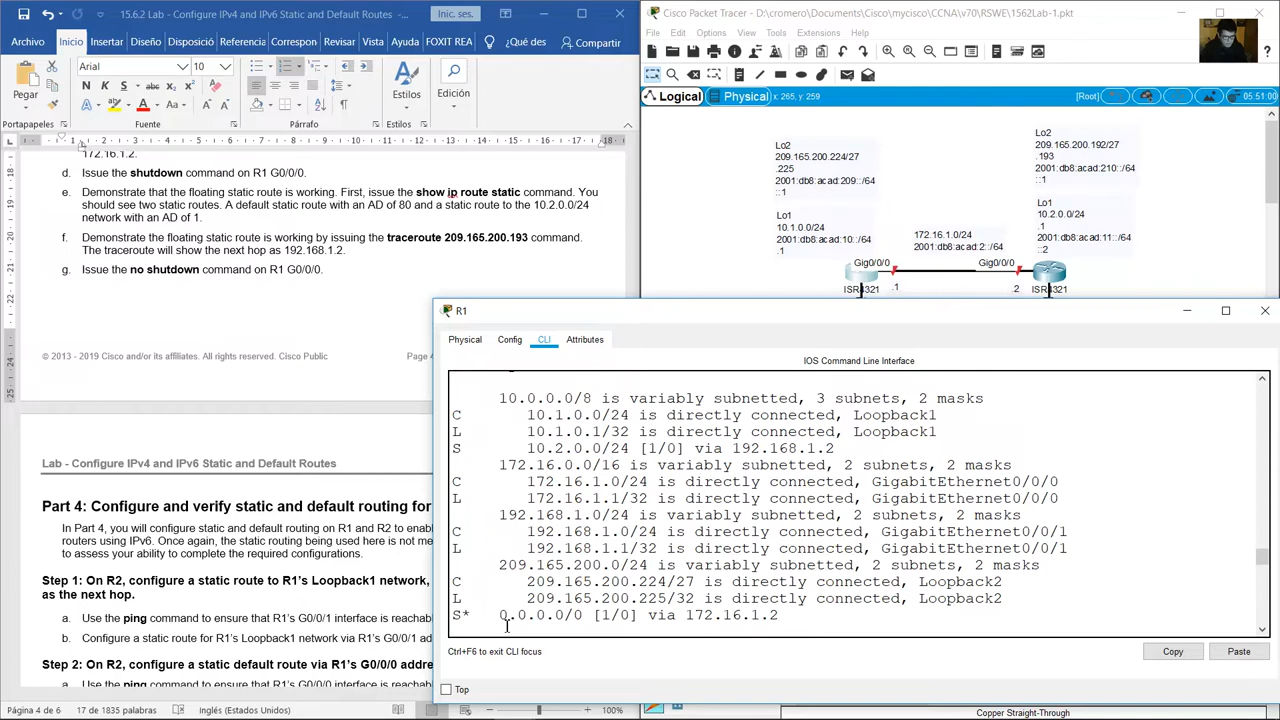 15.6.2 Lab - Configure IPv4 and IPv6 Static and Default Routes
Inic. ses.
Archivo Inicio Insertar Diseño Disposició Referencia Correspon Revisar Vista Ayuda FOXIT REA ¿Qué des Compartir
Arial 10
Pegar
N K S
Estilos
Edición
Portapapeles Fuente Párrafo Estilos
172.16.1.2.
d. Issue the shutdown command on R1 G0/0/0.
e. Demonstrate that the floating static route is working. First, issue the show ip route static command. You
should see two static routes. A default static route with an AD of 80 and a static route to the 10.2.0.0/24
network with an AD of 1.
f. Demonstrate the floating static route is working by issuing the traceroute 209.165.200.193 command.
The traceroute will show the next hop as 192.168.1.2.
g. Issue the no shutdown command on R1 G0/0/0.
© 2013 - 2019 Cisco and/or its affiliates. All rights reserved. Cisco Public
Page 4
Lab - Configure IPv4 and IPv6 Static and Default Routes
Part 4: Configure and verify static and default routing for
In Part 4, you will configure static and default routing on R1 and R2 to enabl
routers using IPv6. Once again, the static routing being used here is not me
to assess your ability to complete the required configurations.
Step 1: On R2, configure a static route to R1's Loopback1 network,
as the next hop.
a. Use the ping command to ensure that R1's G0/0/1 interface is reachab
b. Configure a static route for R1's Loopback1 network via G0/0/1 addr
Step 2: On R2, configure a static default route via R1's G0/0/0 addre
a. Use the ping command to ensure that R1's G0/0/0 interface is reachabl
Página 4 de 6 17 de 1835 palabras Inglés (Estados Unidos) 100%
Cisco Packet Tracer - D:\cromero\Documents\Cisco\mycisco\CCNA\v70\RSWE\1562Lab-1.pkt
File Edit Options View Tools Extensions Help
Logical Physical x: 265, y: 259 [Root] 05:51:00
Lo2
209.165.200.224/27
.225
2001:db8:acad:209::/64
::1
Lo1
10.1.0.0/24
2001:db8:acad:10::/64
.1
Lo2
209.165.200.192/27
.193
2001:db8:acad:210::/64
::1
Lo1
10.2.0.0/24
.1
2001:db8:acad:11::/64
::2
172.16.1.0/24
2001:db8:acad:2::/64
Gig0/0/0 Gig0/0/0
ISR4321 .1 .2 ISR4321
R1
Physical Config CLI Attributes
IOS Command Line Interface
10.0.0.0/8 is variably subnetted, 3 subnets, 2 masks
C 10.1.0.0/24 is directly connected, Loopback1
L 10.1.0.1/32 is directly connected, Loopback1
S 10.2.0.0/24 [1/0] via 192.168.1.2
172.16.0.0/16 is variably subnetted, 2 subnets, 2 masks
C 172.16.1.0/24 is directly connected, GigabitEthernet0/0/0
L 172.16.1.1/32 is directly connected, GigabitEthernet0/0/0
192.168.1.0/24 is variably subnetted, 2 subnets, 2 masks
C 192.168.1.0/24 is directly connected, GigabitEthernet0/0/1
L 192.168.1.1/32 is directly connected, GigabitEthernet0/0/1
209.165.200.0/24 is variably subnetted, 2 subnets, 2 masks
C 209.165.200.224/27 is directly connected, Loopback2
L 209.165.200.225/32 is directly connected, Loopback2
S* 0.0.0.0/0 [1/0] via 172.16.1.2
Ctrl+F6 to exit CLI focus
Copy Paste
Top
Copper Straight-Through